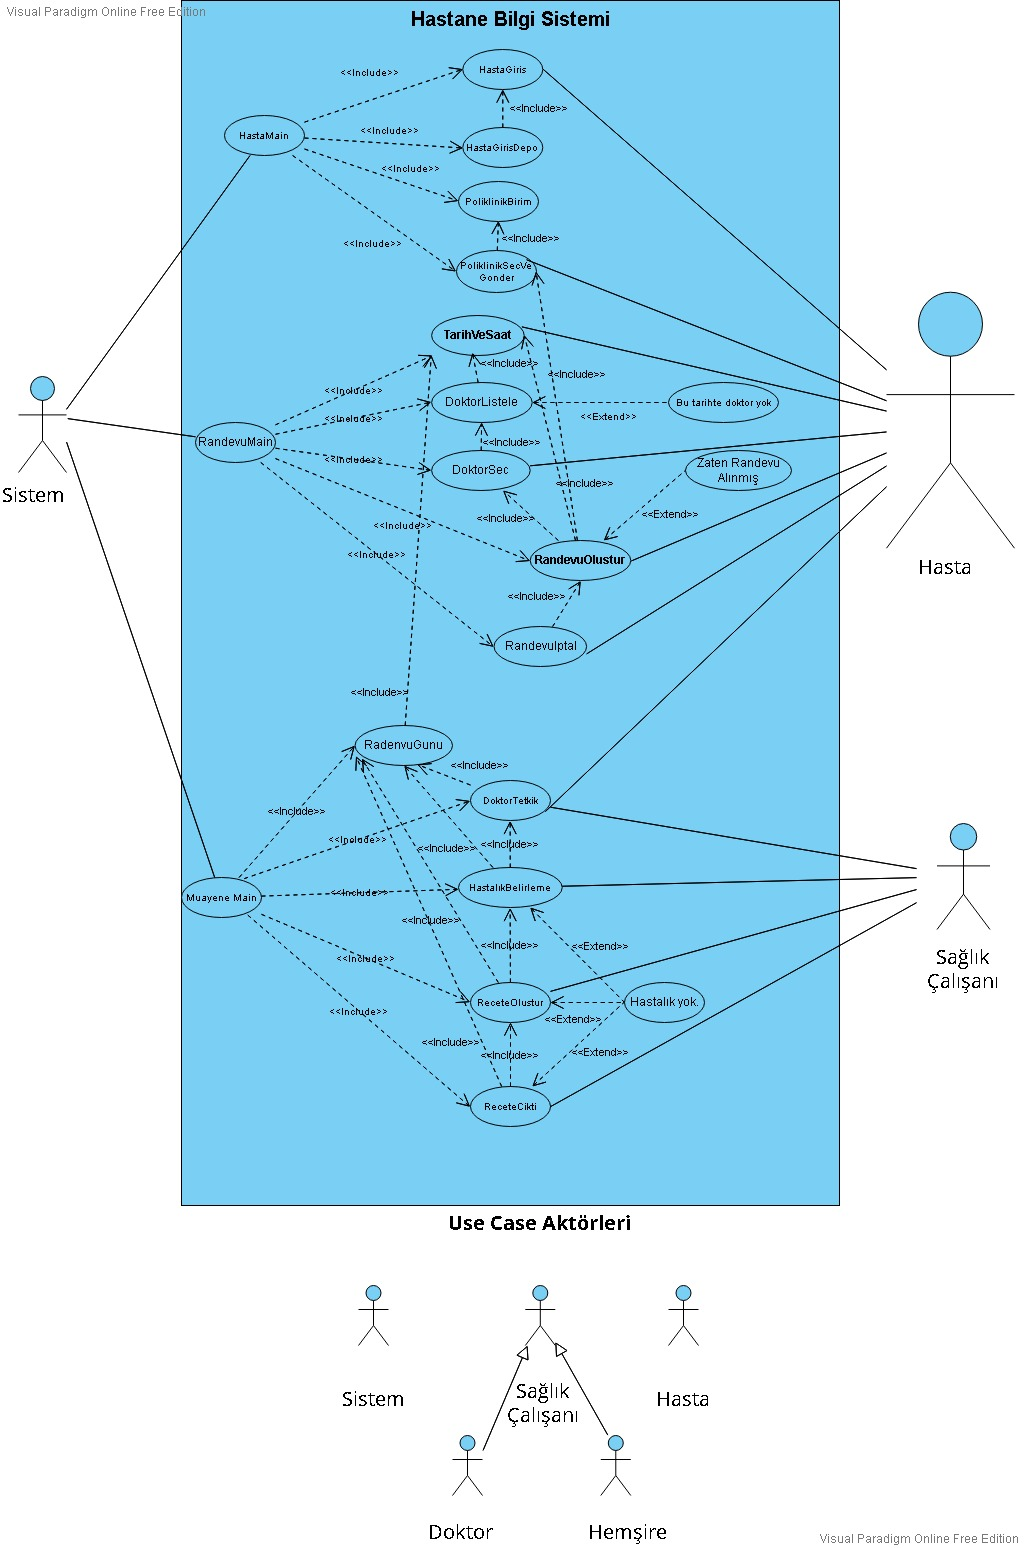 Visual Paradigm Online Free Edition
Hastane Bilgi Sistemi
<<Include>>
HastaGiris
<<Include>>
HastaMain
<<Include>>
HastaGirisDepo
<<Include>>
PoliklinikBirim
<<Include>>
<<Include>>
PoliklinikSecVe
Gonder
TarihVeSaat
<<Include>>
<<Include>>
<<Include>>
DoktorListele
Bu tarihte doktor yok
<<Include>>
<<Extend>>
RandevuMain
<<Include>>
<<Include>>
DoktorSec
Zaten Randevu
Alınmış
<<Include>>
Sistem
<<Include>>
<<Extend>>
<<Include>>
<<Include>>
RandevuOlustur
Hasta
<<Include>>
RandevuIptal
<<Include>>
RadenvuGunu
<<Include>>
DoktorTetkik
<<Include>>
<<Include>>
<<Include>>
<<Include>>
HastalıkBelirleme
Muayene Main
<<Include>>
<<Include>>
<<Include>>
<<Extend>>
<<Include>>
Sağlık
Çalışanı
ReceteOlustur
Hastalık yok.
<<Include>>
<<Extend>>
<<Include>>
<<Include>>
<<Extend>>
ReceteCikti
Use Case Aktörleri
Sistem
Sağlık
Çalışanı
Hasta
Doktor
Hemşire
Visual Paradigm Online Free Edition